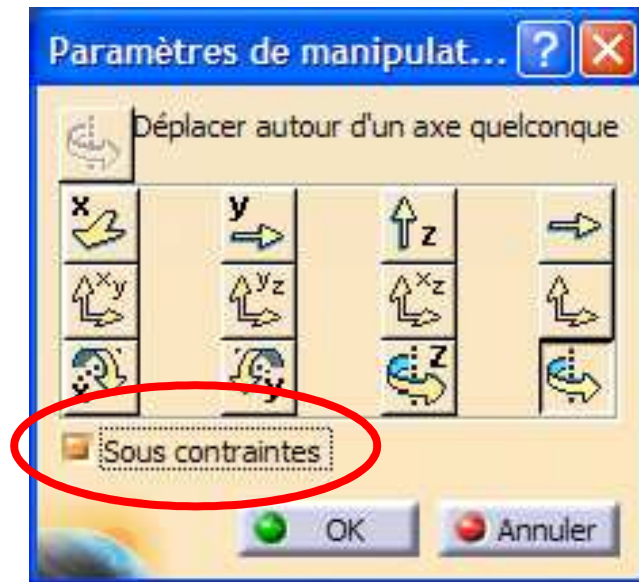 Paramètres de manipulat... ?
Déplacer autour d'un axe quelconque
x y z
xy yz xz
x y z
Sous contraintes
OK Annuler